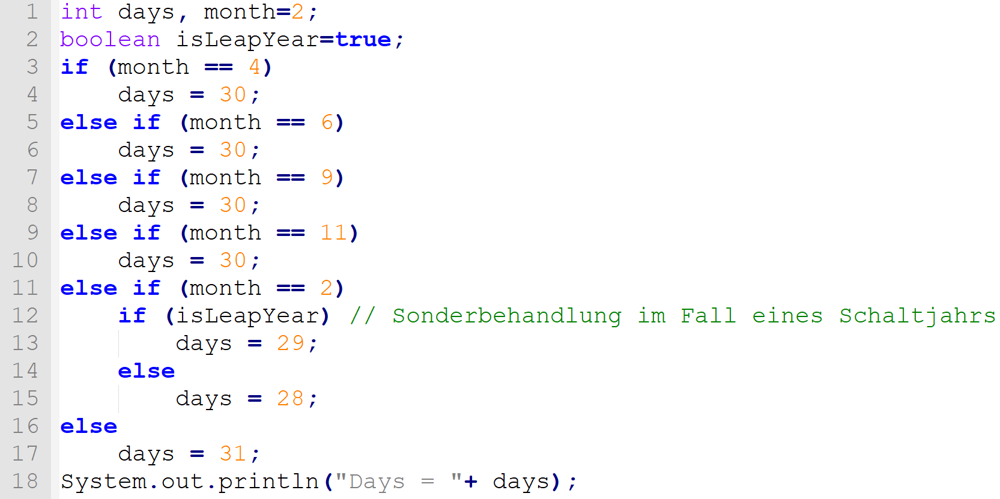 1 int days, month=2;
2 boolean isLeapYear=true;
3 if (month == 4)
4     days = 30;
5 else if (month == 6)
6     days = 30;
7 else if (month == 9)
8     days = 30;
9 else if (month == 11)
10     days = 30;
11 else if (month == 2)
12     if (isLeapYear) // Sonderbehandlung im Fall eines Schaltjahrs
13         days = 29;
14     else
15         days = 28;
16 else
17     days = 31;
18 System.out.println("Days = "+ days);